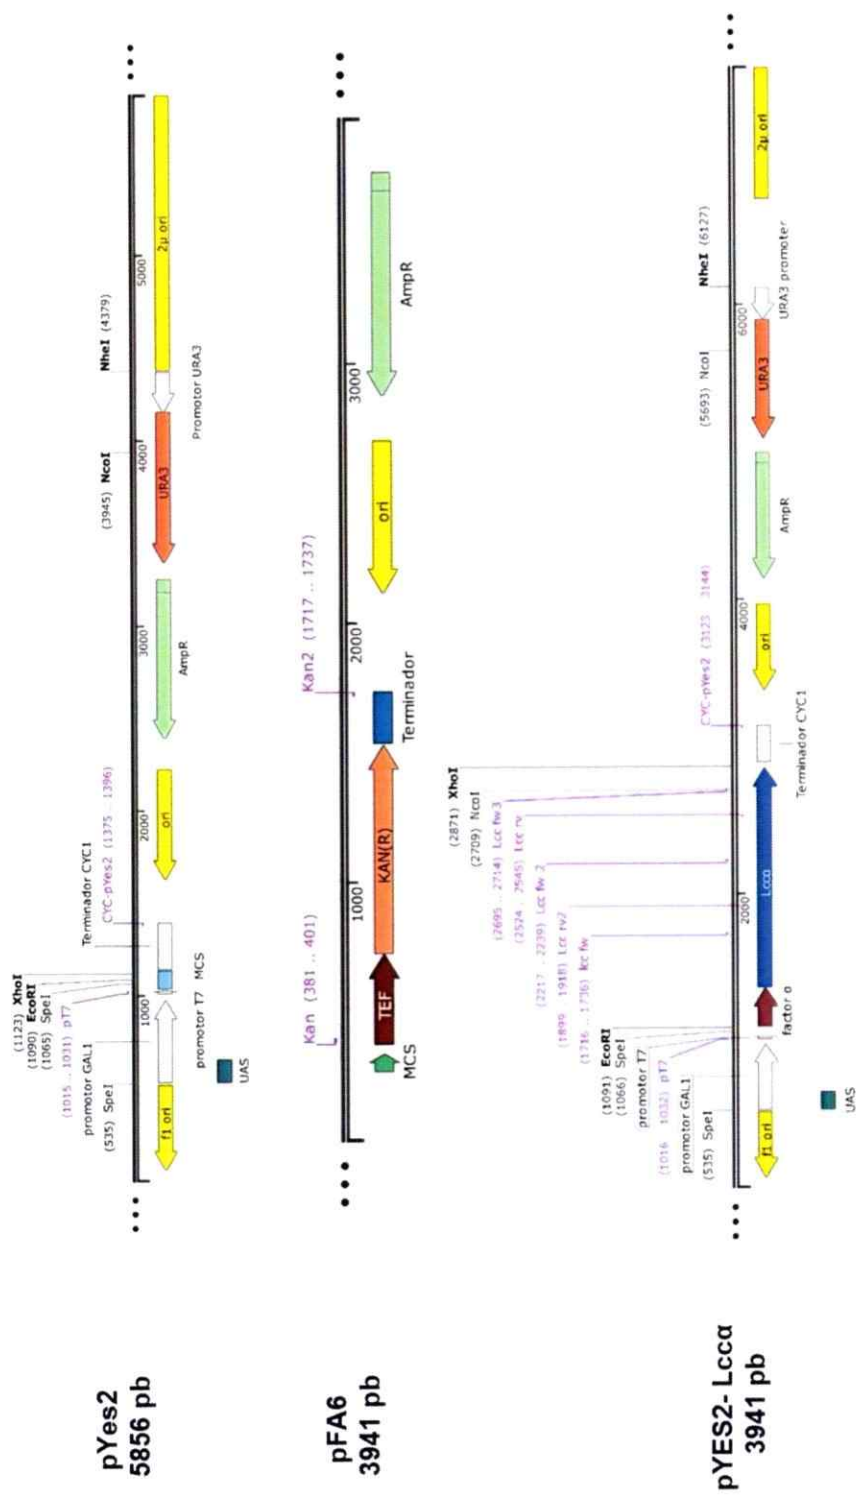 pYes2
5856 pb
(1123) XhoI
(1090) EcoRI
(1065) SpeI
(1015 .. 1031) pT7
promotor GAL1
(535) SpeI
Terminador CYC1
CYC-pYes2 (1375 .. 1396)
(3945) NcoI
NheI (4379)
1000
2000
3000
4000
5000
f1 ori
promotor T7
MCS
ori
AmpR
URA3
Promotor URA3
2μ ori
UAS
pFA6
3941 pb
Kan (381 .. 401)
Kan2 (1717 .. 1737)
1000
2000
3000
MCS
TEF
KAN(R)
Terminador
ori
AmpR
pYES2- Lccα
3941 pb
(2871) XhoI
(2709) NcoI
(2695 .. 2714) Lcc fw3
(2524 .. 2545) Lcc rv
(2217 .. 2239) Lcc fw 2
(1899 .. 1918) Lcc rv2
(1716 .. 1736) lcc fw
(1091) EcoRI
(1066) SpeI
promotor T7
(1016 1032) pT7
promotor GAL1
(535) SpeI
CYC-pYes2 (3123 3144)
(5693) NcoI
NheI (6127)
2000
4000
6000
f1 ori
factor α
Lccα
Terminador CYC1
ori
AmpR
URA3
URA3 promoter
2μ ori
UAS